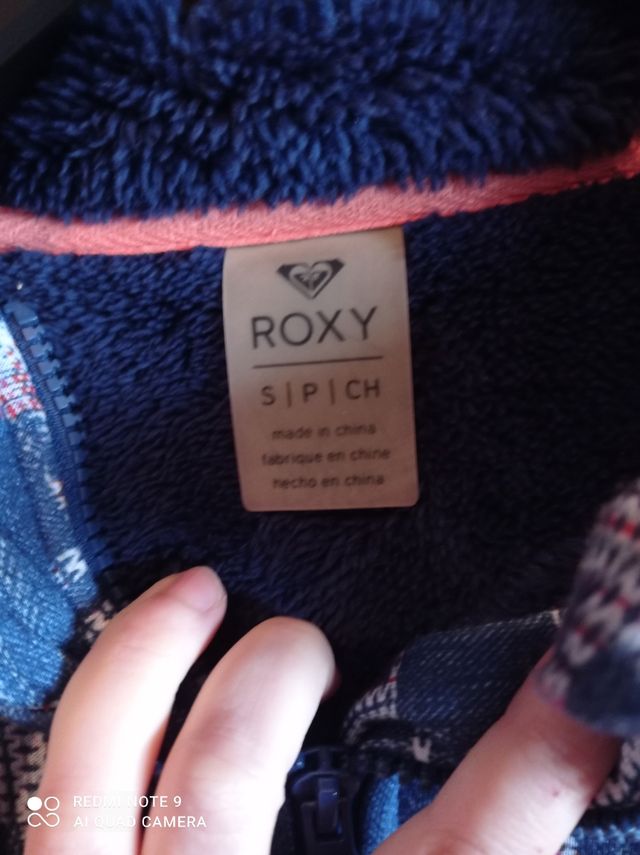 ROXY
S | P | CH
made in china
fabrique en chine
hecho en china
REDMI NOTE 9
AI QUAD CAMERA